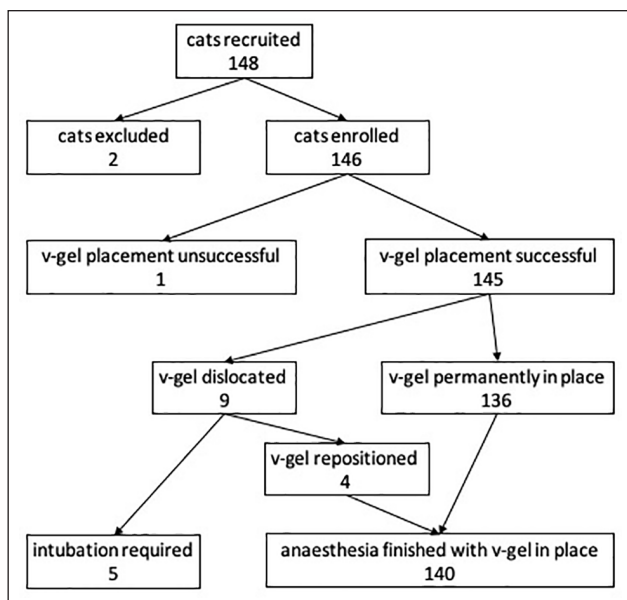 cats recruited
148
cats excluded
2
cats enrolled
146
v-gel placement unsuccessful
1
v-gel placement successful
145
v-gel dislocated
9
v-gel permanently in place
136
v-gel repositioned
4
intubation required
5
anaesthesia finished with v-gel in place
140